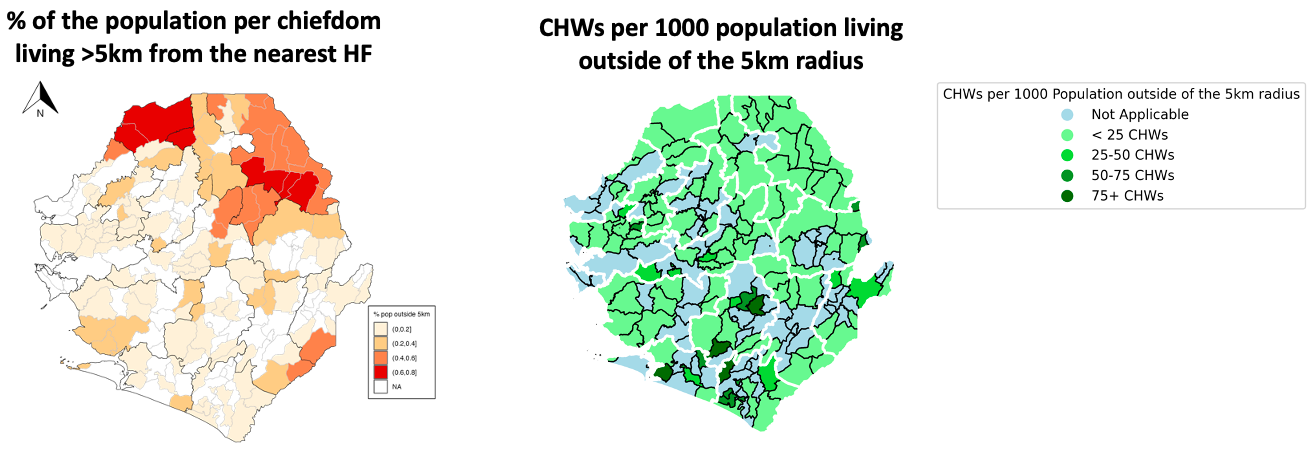 % of the population per chiefdom
living >5km from the nearest HF
N
% pop outside 5km
(0,0.2]
(0.2,0.4]
(0.4,0.6]
(0.6,0.8]
NA
CHWs per 1000 population living
outside of the 5km radius
CHWs per 1000 Population outside of the 5km radius
Not Applicable
< 25 CHWs
25-50 CHWs
50-75 CHWs
75+ CHWs